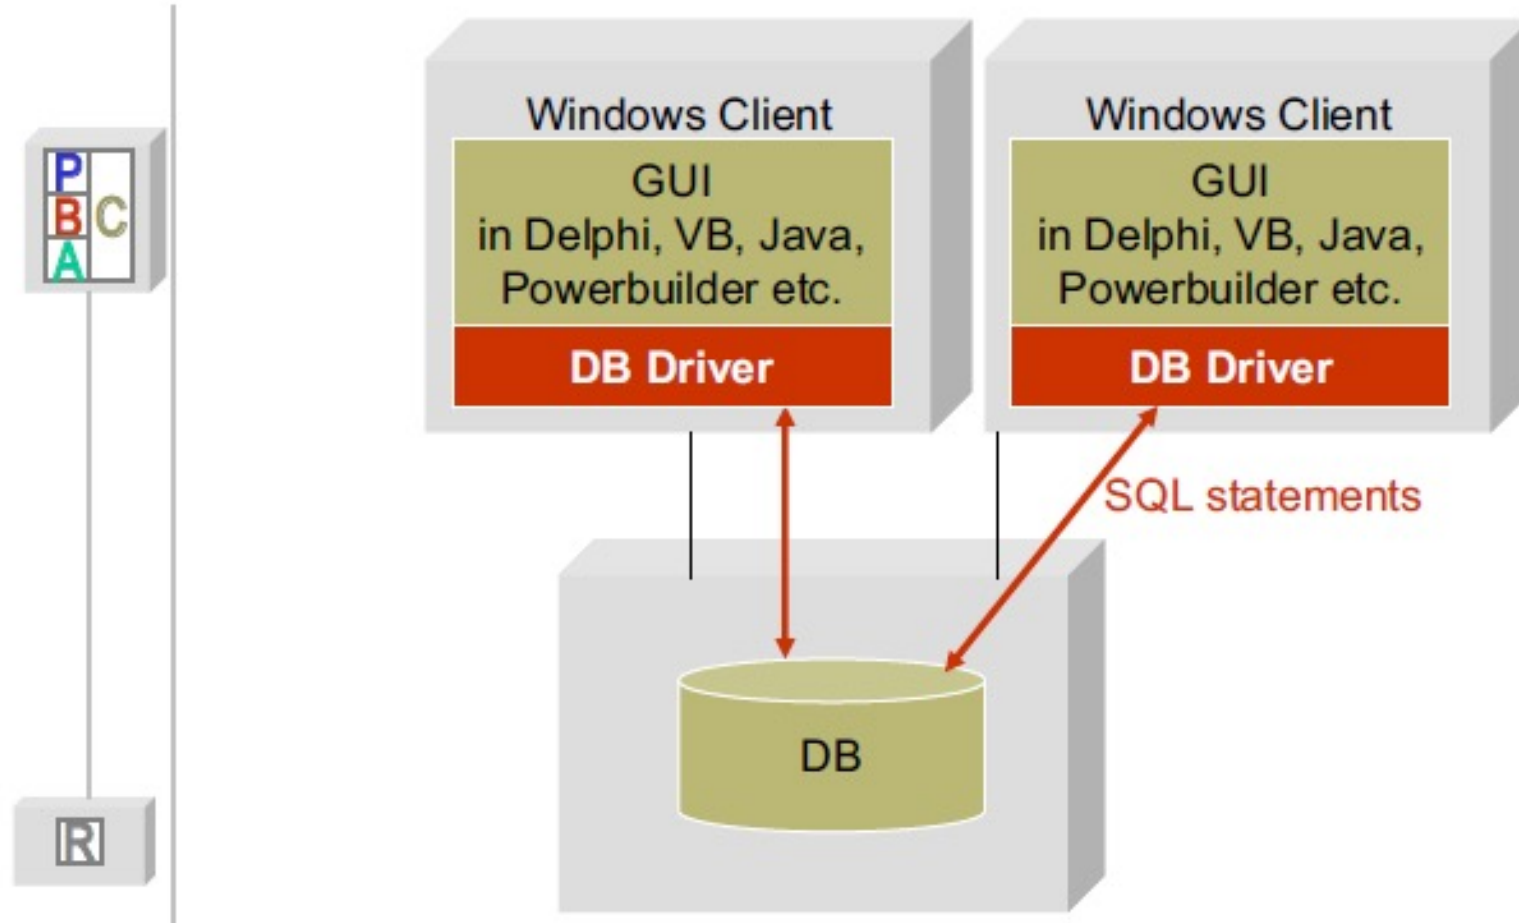 P
B
C
A
R
Windows Client
GUI
in Delphi, VB, Java,
Powerbuilder etc.
DB Driver
Windows Client
GUI
in Delphi, VB, Java,
Powerbuilder etc.
DB Driver
SQL statements
DB